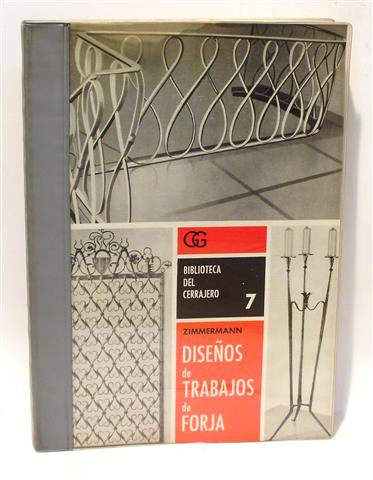 GG
BIBLIOTECA
DEL
CERRAJERO
7
ZIMMERMANN
DISEÑOS
de
TRABAJOS
de
FORJA